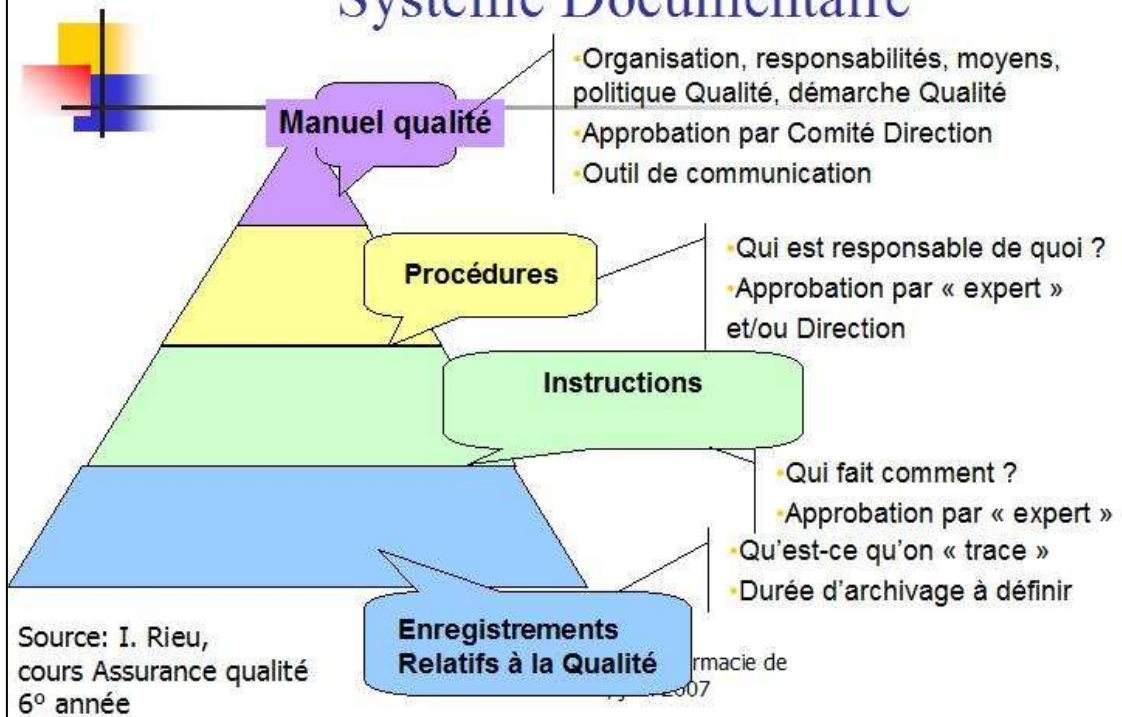 Système Documentaire
•Organisation, responsabilités, moyens,
politique Qualité, démarche Qualité
•Approbation par Comité Direction
•Outil de communication
Manuel qualité
Procédures
•Qui est responsable de quoi ?
•Approbation par « expert »
et/ou Direction
Instructions
•Qui fait comment ?
•Approbation par « expert »
•Qu’est-ce qu’on « trace »
•Durée d’archivage à définir
Enregistrements
Relatifs à la Qualité
Source: I. Rieu,
cours Assurance qualité
6º année
de